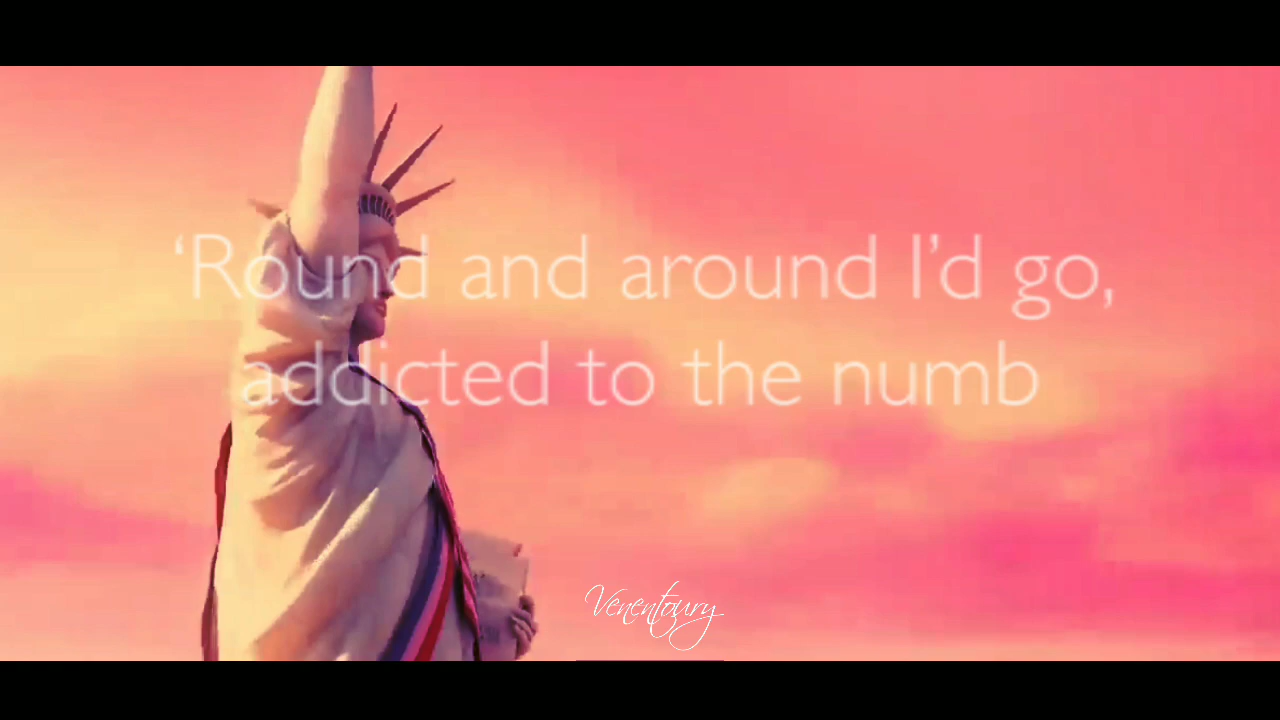 ‘Round and around I’d go,
addicted to the numb
Venentoury